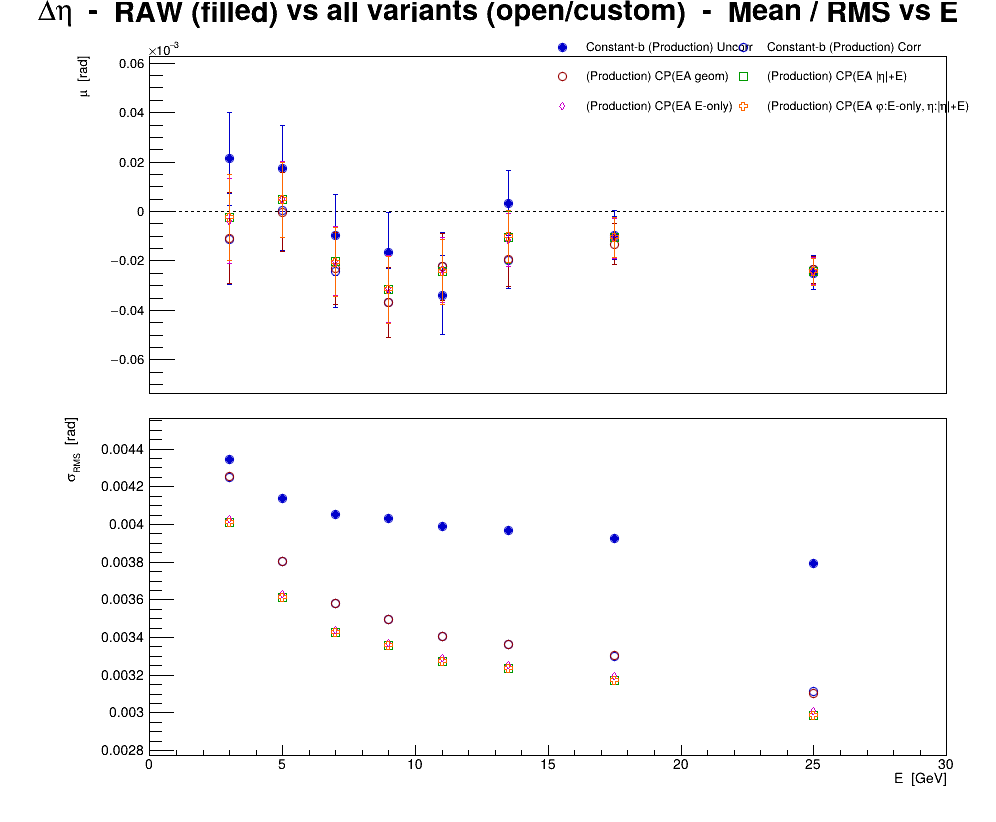 Δη - RAW (filled) vs all variants (open/custom) - Mean / RMS vs E
×10⁻³
μ [rad]
Constant-b (Production) Uncorr
Constant-b (Production) Corr
(Production) CP(EA geom)
(Production) CP(EA |η|+E)
(Production) CP(EA E-only)
(Production) CP(EA φ:E-only, η:|η|+E)
0.06
0.04
0.02
0
−0.02
−0.04
−0.06
σRMS [rad]
0.0044
0.0042
0.004
0.0038
0.0036
0.0034
0.0032
0.003
0.0028
0 5 10 15 20 25 30
E [GeV]